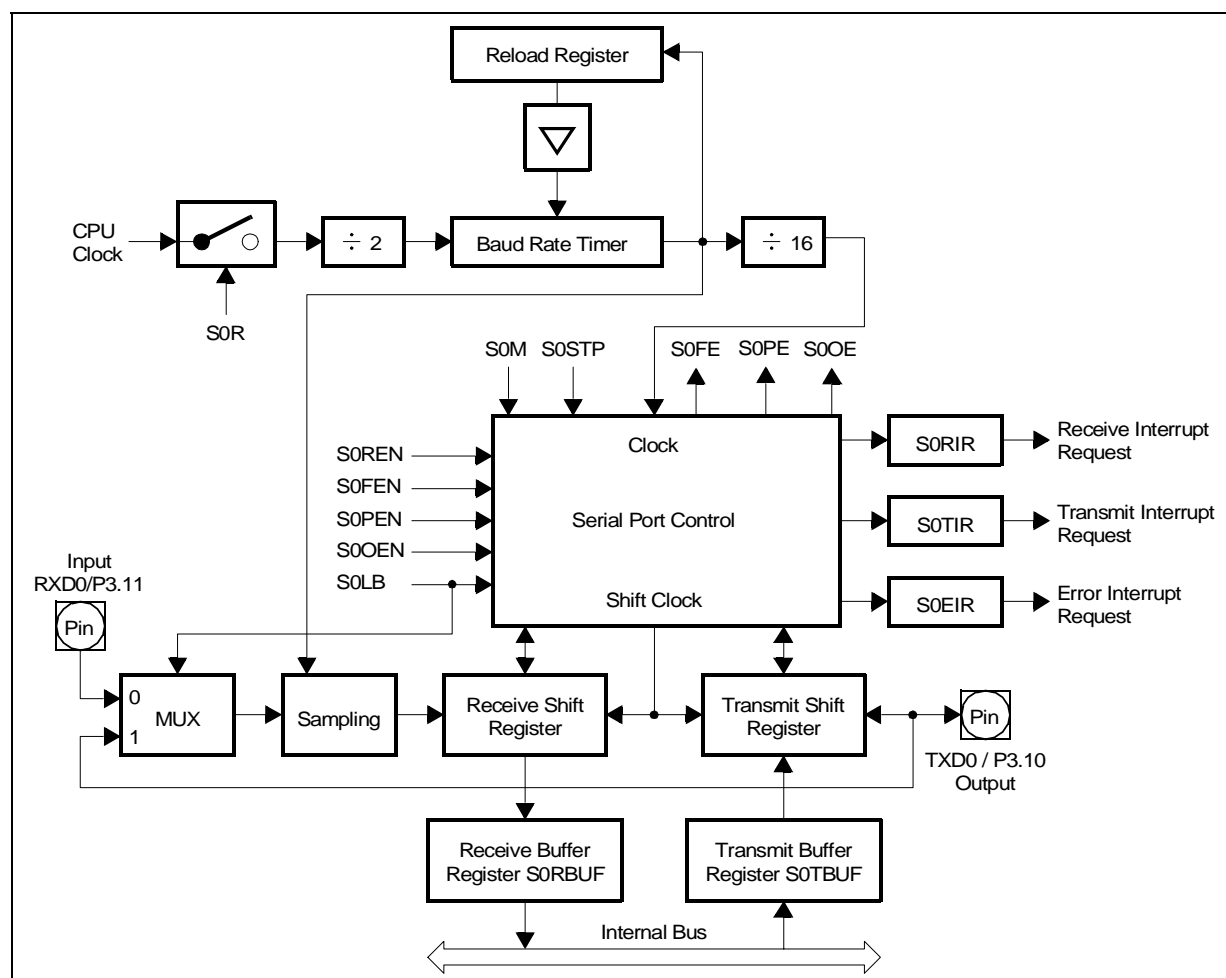 Reload Register
CPU
Clock
÷ 2
Baud Rate Timer
÷ 16
S0R
S0M
S0STP
S0FE
S0PE
S0OE
S0REN
S0FEN
S0PEN
S0OEN
S0LB
Clock
Serial Port Control
Shift Clock
S0RIR
Receive Interrupt
Request
S0TIR
Transmit Interrupt
Request
S0EIR
Error Interrupt
Request
Input
RXD0/P3.11
Pin
0
MUX
1
Sampling
Receive Shift
Register
Transmit Shift
Register
Pin
TXD0 / P3.10
Output
Receive Buffer
Register S0RBUF
Transmit Buffer
Register S0TBUF
Internal Bus